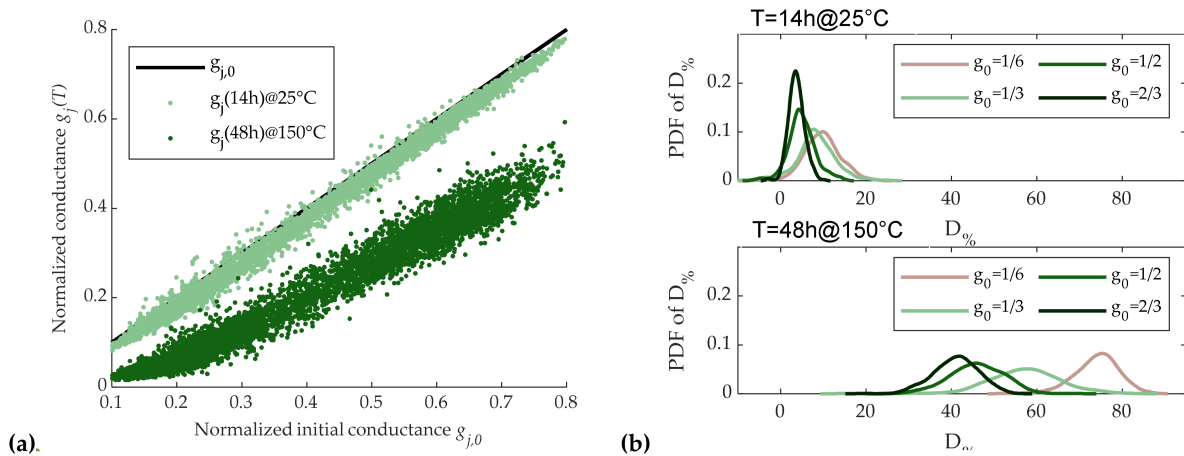 0.8
0.6
0.4
0.2
0
0.1
0.2
0.3
0.4
0.5
0.6
0.7
0.8
Normalized conductance g_j(T)
Normalized initial conductance g_{j,0}
g_{j,0}
g_j(14h)@25°C
g_j(48h)@150°C
(a)
T=14h@25°C
PDF of D_%
0.2
0.1
0
0
20
40
60
80
D_%
g_0=1/6
g_0=1/2
g_0=1/3
g_0=2/3
T=48h@150°C
PDF of D_%
0.2
0.1
0
0
20
40
60
80
D_%
g_0=1/6
g_0=1/2
g_0=1/3
g_0=2/3
(b)